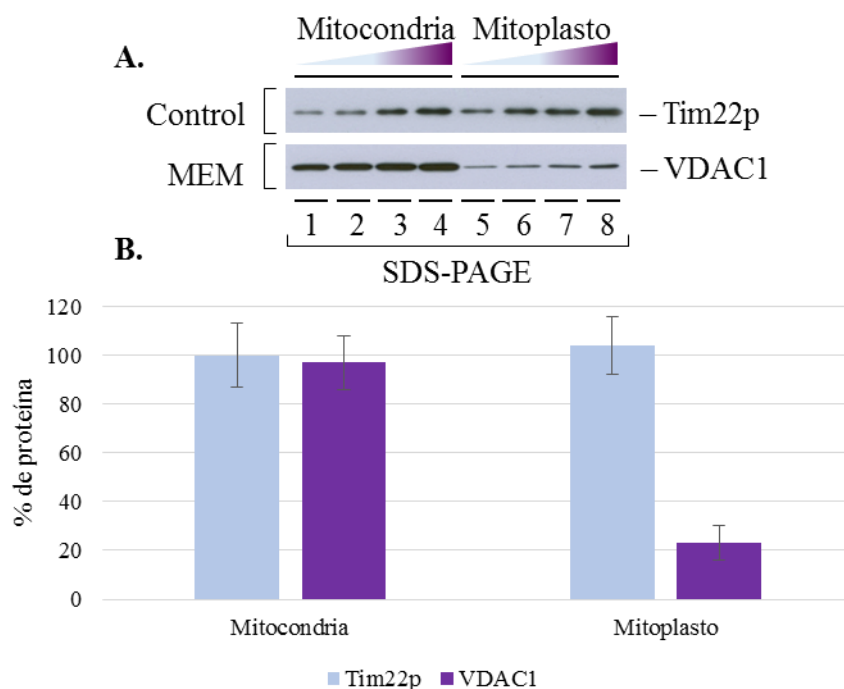 Mitocondria Mitoplasto
A.
Control – Tim22p
MEM – VDAC1
1 2 3 4 5 6 7 8
B.
SDS-PAGE
120
100
80
60
40
20
0
% de proteína
Mitocondria Mitoplasto
Tim22p VDAC1